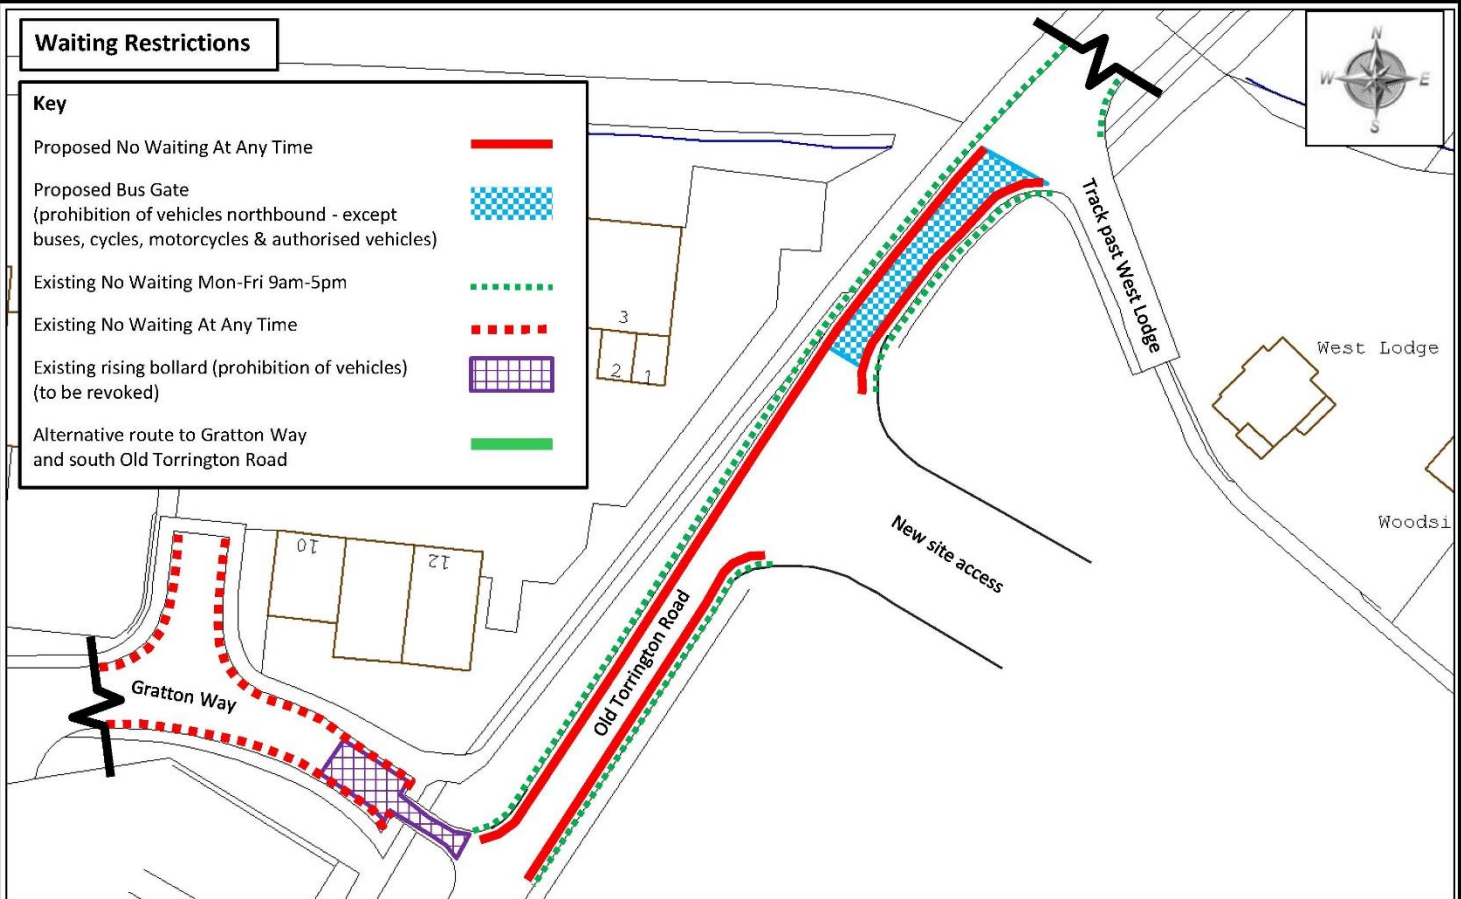 Waiting Restrictions
Key
Proposed No Waiting At Any Time
Proposed Bus Gate
(prohibition of vehicles northbound - except
buses, cycles, motorcycles & authorised vehicles)
Existing No Waiting Mon-Fri 9am-5pm
Existing No Waiting At Any Time
Existing rising bollard (prohibition of vehicles)
(to be revoked)
Alternative route to Gratton Way
and south Old Torrington Road
N
W
E
S
Track past West Lodge
West Lodge
Woodsi
3
2
1
New site access
10
12
Old Torrington Road
Gratton Way